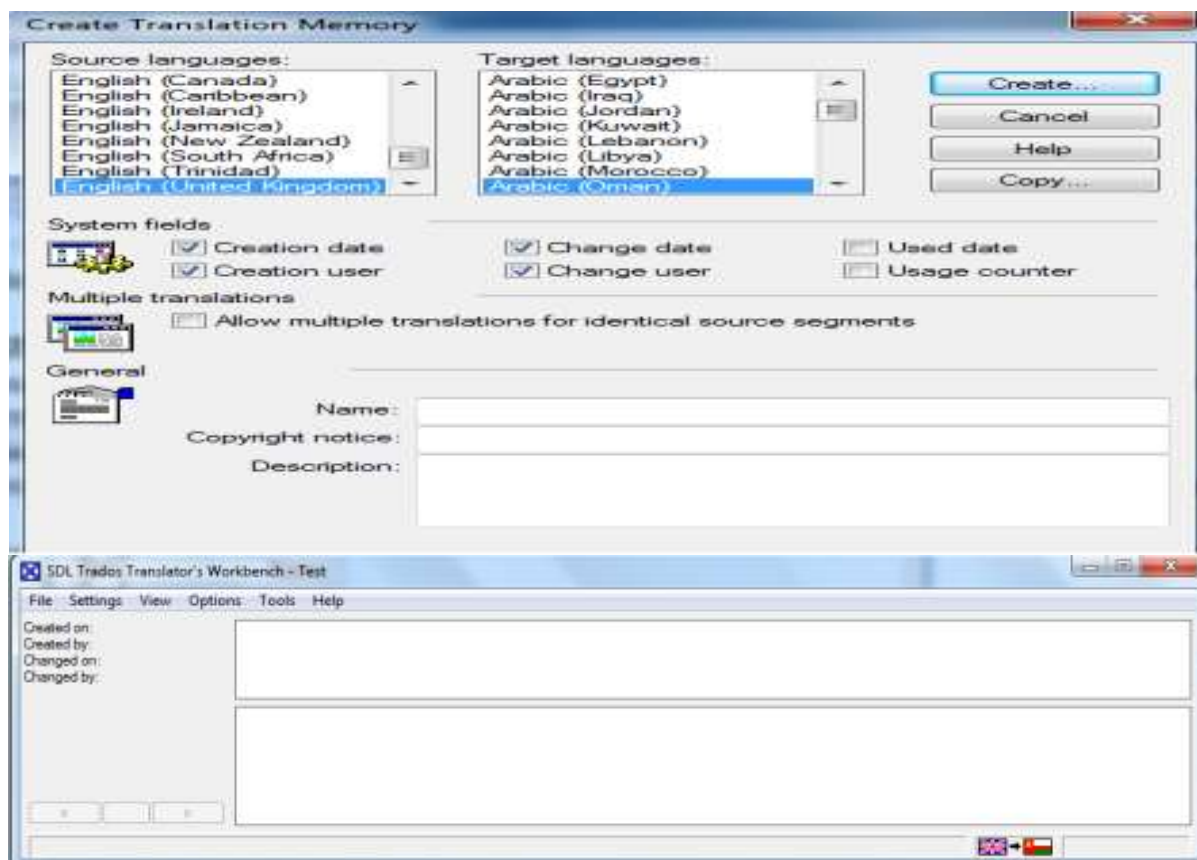 Create Translation Memory
Source languages:
Target languages:
English (Canada)
English (Caribbean)
English (Ireland)
English (Jamaica)
English (New Zealand)
English (South Africa)
English (Trinidad)
English (United Kingdom)
Arabic (Egypt)
Arabic (Iraq)
Arabic (Jordan)
Arabic (Kuwait)
Arabic (Lebanon)
Arabic (Libya)
Arabic (Morocco)
Arabic (Oman)
Create...
Cancel
Help
Copy...
System fields
Creation date
Change date
Used date
Creation user
Change user
Usage counter
Multiple translations
Allow multiple translations for identical source segments
General
Name:
Copyright notice:
Description:
SDL Trados Translator's Workbench - Test
File Settings View Options Tools Help
Created on:
Created by:
Changed on:
Changed by: